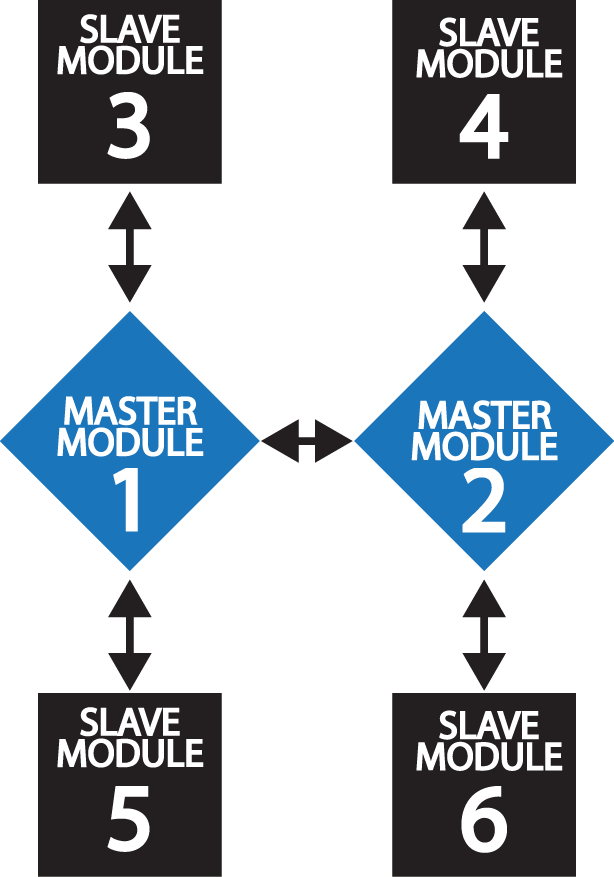 SLAVE
MODULE
3
SLAVE
MODULE
4
MASTER
MODULE
1
MASTER
MODULE
2
SLAVE
MODULE
5
SLAVE
MODULE
6